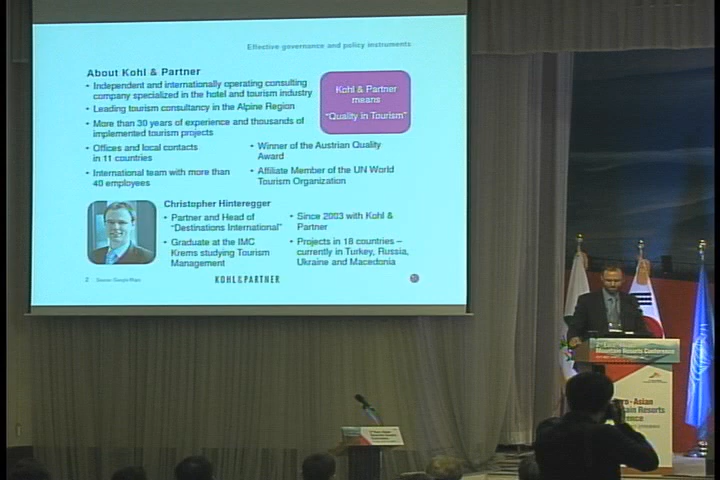 Effective governance and policy instruments
About Kohl & Partner
• Independent and internationally operating consulting
company specialized in the hotel and tourism industry
• Leading tourism consultancy in the Alpine Region
• More than 30 years of experience and thousands of
implemented tourism projects
• Offices and local contacts
in 11 countries
• International team with more than
40 employees
Kohl & Partner
means
"Quality in Tourism"
• Winner of the Austrian Quality
Award
• Affiliate Member of the UN World
Tourism Organization
Christopher Hinteregger
• Partner and Head of
"Destinations International"
• Graduate at the IMC
Krems studying Tourism
Management
• Since 2003 with Kohl &
Partner
• Projects in 18 countries –
currently in Turkey, Russia,
Ukraine and Macedonia
2 Source: Google Maps
KOHL & PARTNER
Mountain Resorts Conference
ro-Asian
tain Resorts
ference